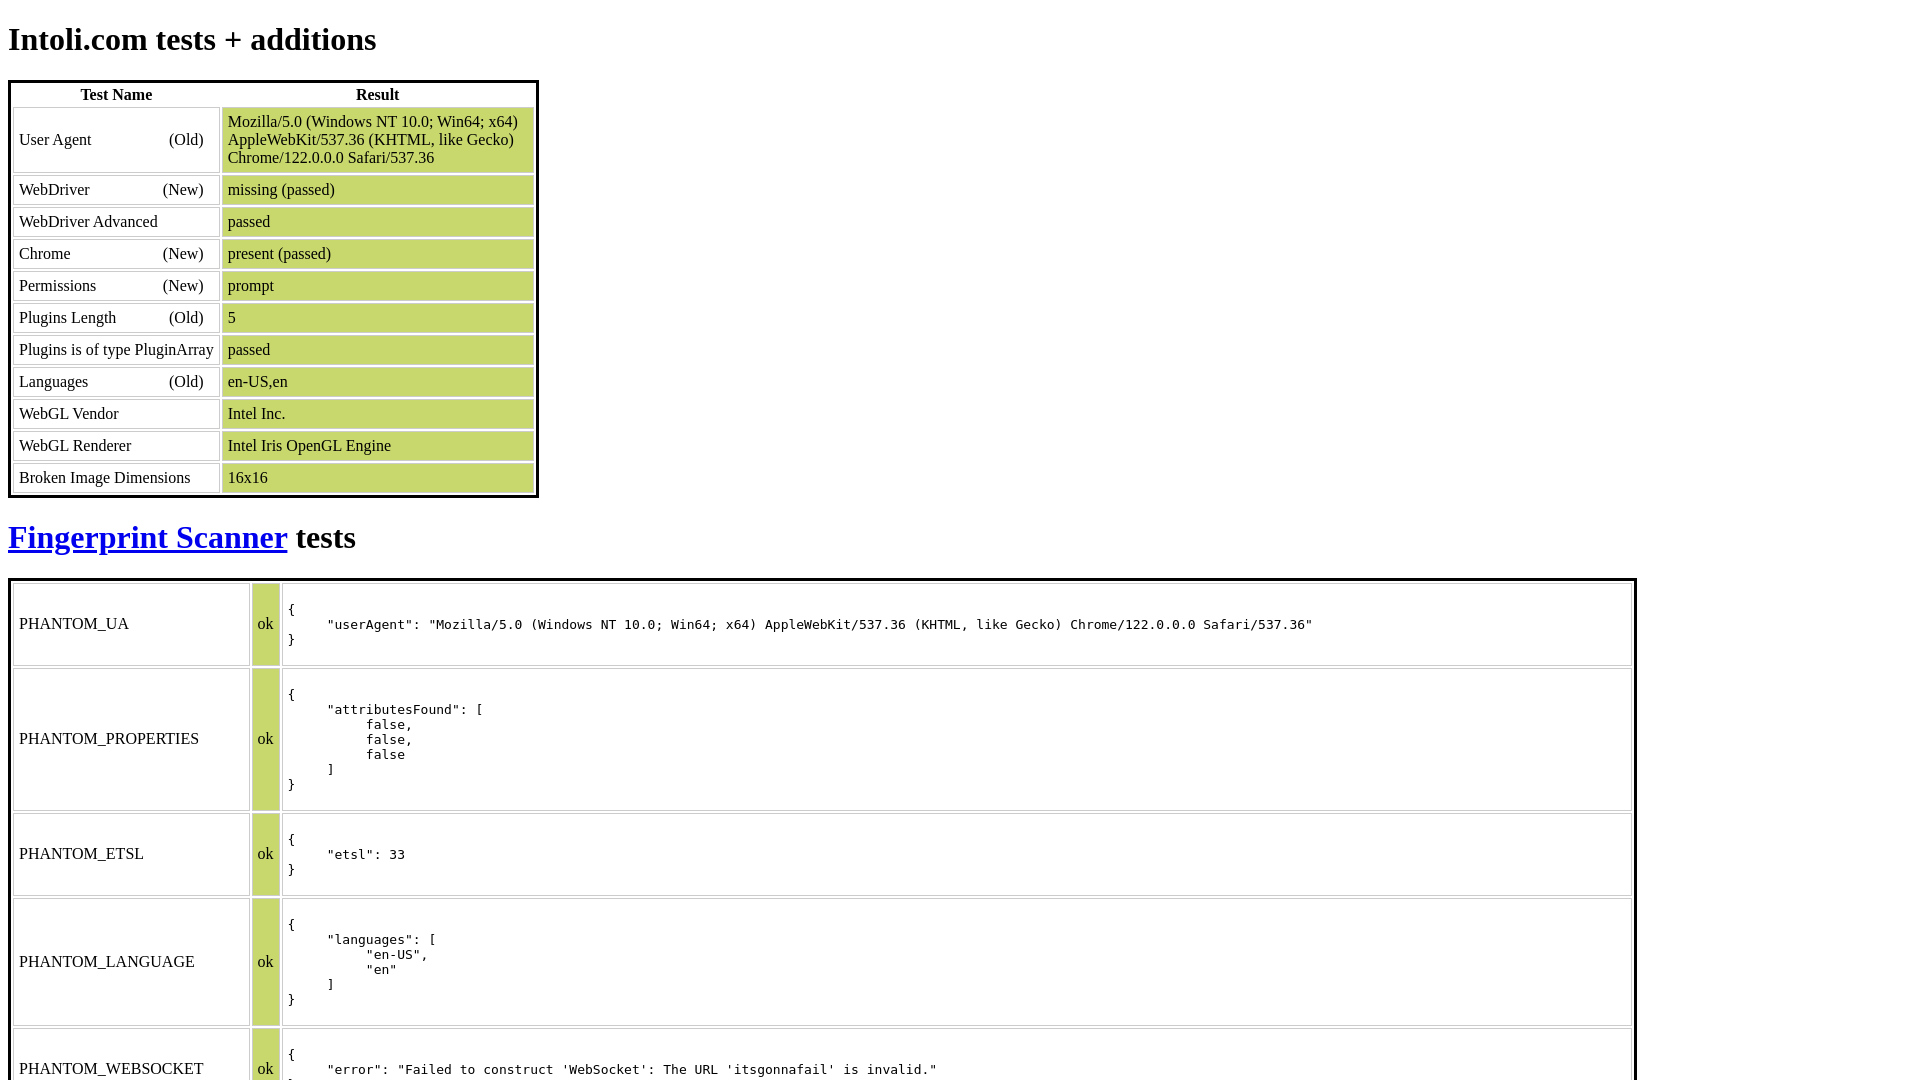 Intoli.com tests + additions
Test Name Result
User Agent (Old) Mozilla/5.0 (Windows NT 10.0; Win64; x64)
AppleWebKit/537.36 (KHTML, like Gecko)
Chrome/122.0.0.0 Safari/537.36
WebDriver (New) missing (passed)
WebDriver Advanced passed
Chrome (New) present (passed)
Permissions (New) prompt
Plugins Length (Old) 5
Plugins is of type PluginArray passed
Languages (Old) en-US,en
WebGL Vendor Intel Inc.
WebGL Renderer Intel Iris OpenGL Engine
Broken Image Dimensions 16x16
Fingerprint Scanner tests
PHANTOM_UA ok {
"userAgent": "Mozilla/5.0 (Windows NT 10.0; Win64; x64) AppleWebKit/537.36 (KHTML, like Gecko) Chrome/122.0.0.0 Safari/537.36"
}
PHANTOM_PROPERTIES ok {
"attributesFound": [
false,
false,
false
]
}
PHANTOM_ETSL ok {
"etsl": 33
}
PHANTOM_LANGUAGE ok {
"languages": [
"en-US",
"en"
]
}
PHANTOM_WEBSOCKET ok {
"error": "Failed to construct 'WebSocket': The URL 'itsgonnafail' is invalid."